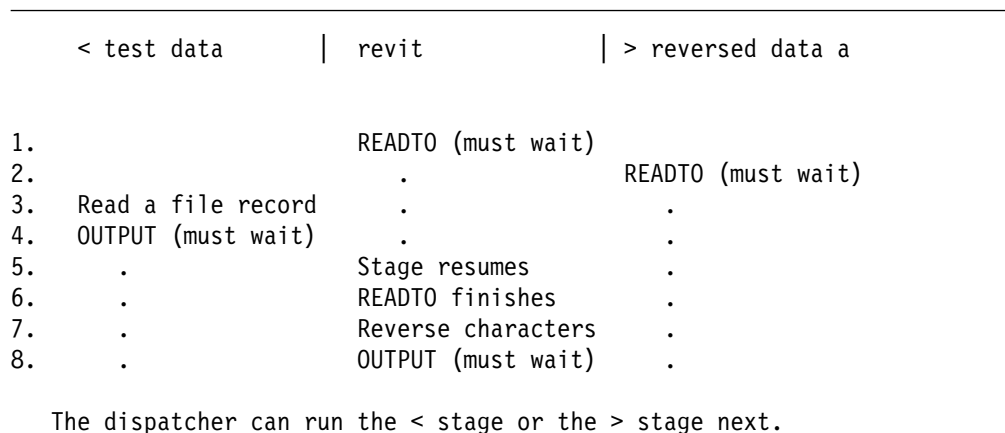 < test data | revit | > reversed data a
1. READTO (must wait)
2. . READTO (must wait)
3. Read a file record . .
4. OUTPUT (must wait) . .
5. . Stage resumes .
6. . READTO finishes .
7. . Reverse characters .
8. . OUTPUT (must wait) .
The dispatcher can run the < stage or the > stage next.